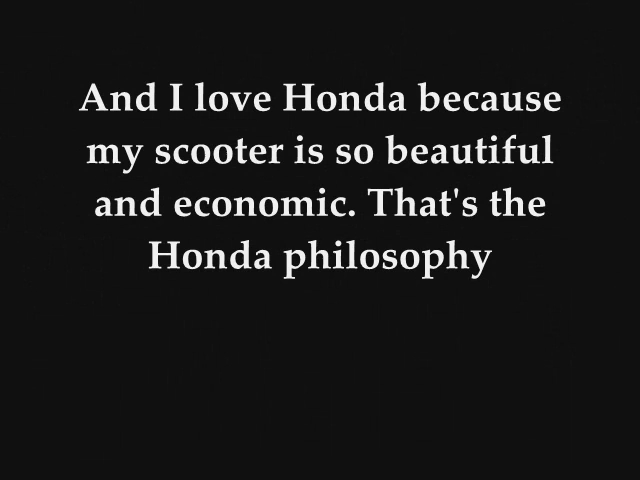 And I love Honda because
my scooter is so beautiful
and economic. That's the
Honda philosophy